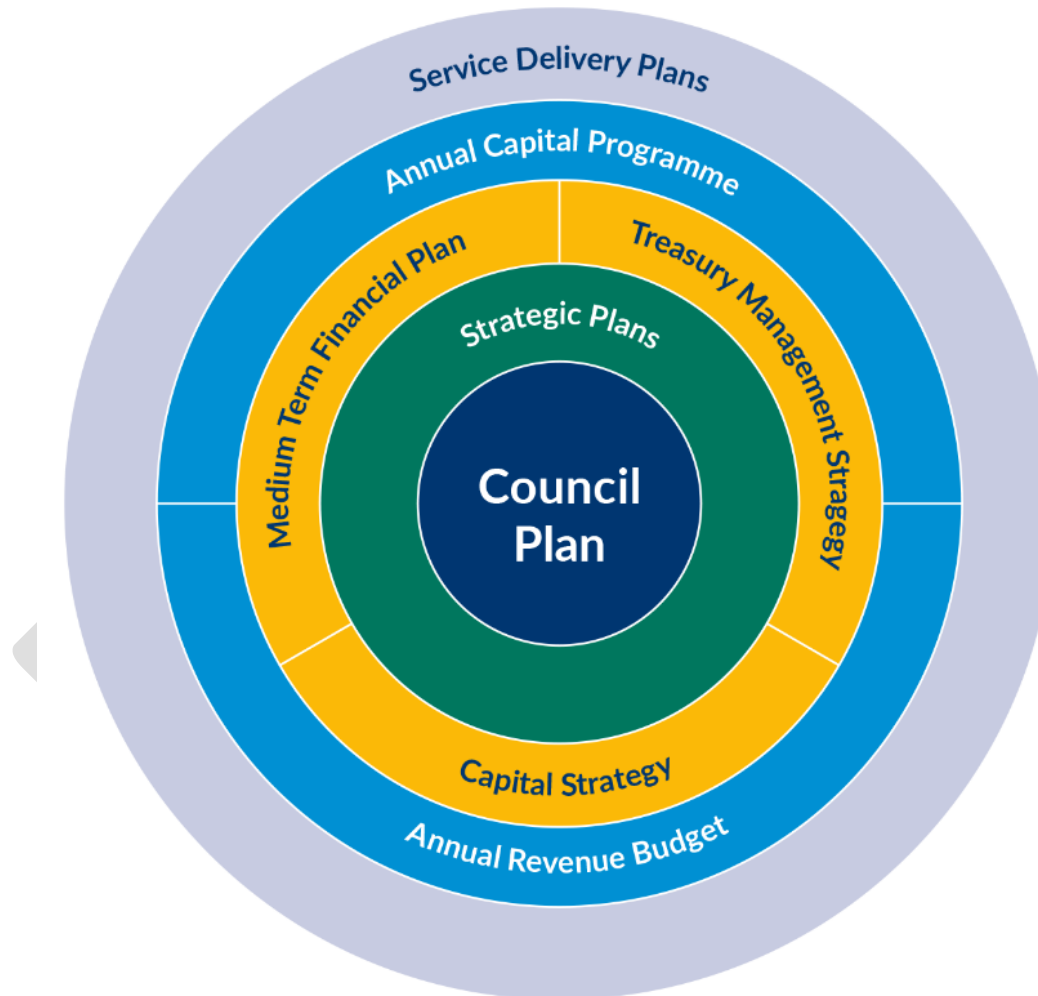 Service Delivery Plans
Annual Capital Programme
Medium Term Financial Plan
Treasury Management Stragegy
Strategic Plans
Council
Plan
Capital Strategy
Annual Revenue Budget